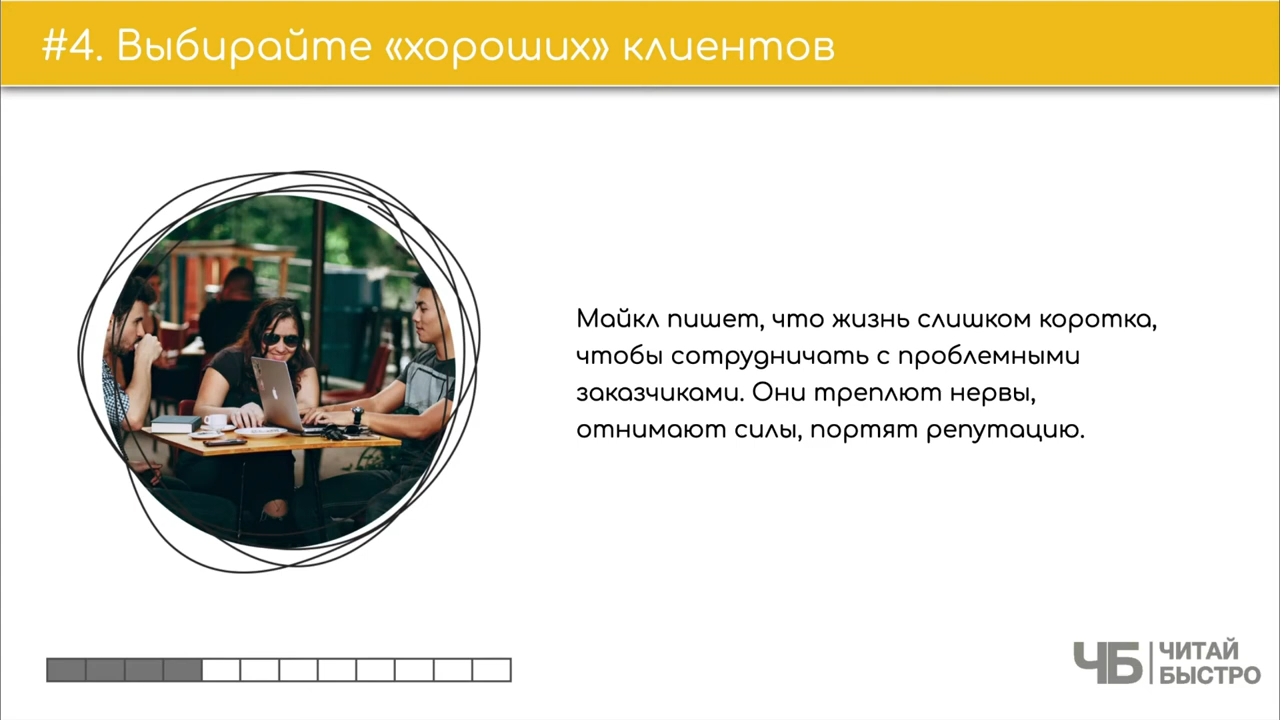 #4. Выбирайте «хороших» клиентов
Майкл пишет, что жизнь слишком коротка,
чтобы сотрудничать с проблемными
заказчиками. Они треплют нервы,
отнимают силы, портят репутацию.
ЧБ
ЧИТАЙ
БЫСТРО